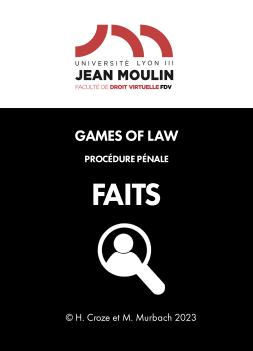 UNIVERSITÉ LYON III
JEAN MOULIN
FACULTÉ DE DROIT VIRTUELLE FDV
GAMES OF LAW
PROCÉDURE PÉNALE
FAITS
© H. Croze et M. Murbach 2023